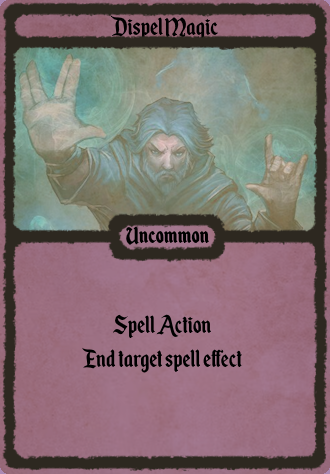 Dispel Magic
Uncommon
Spell Action
End target spell effect